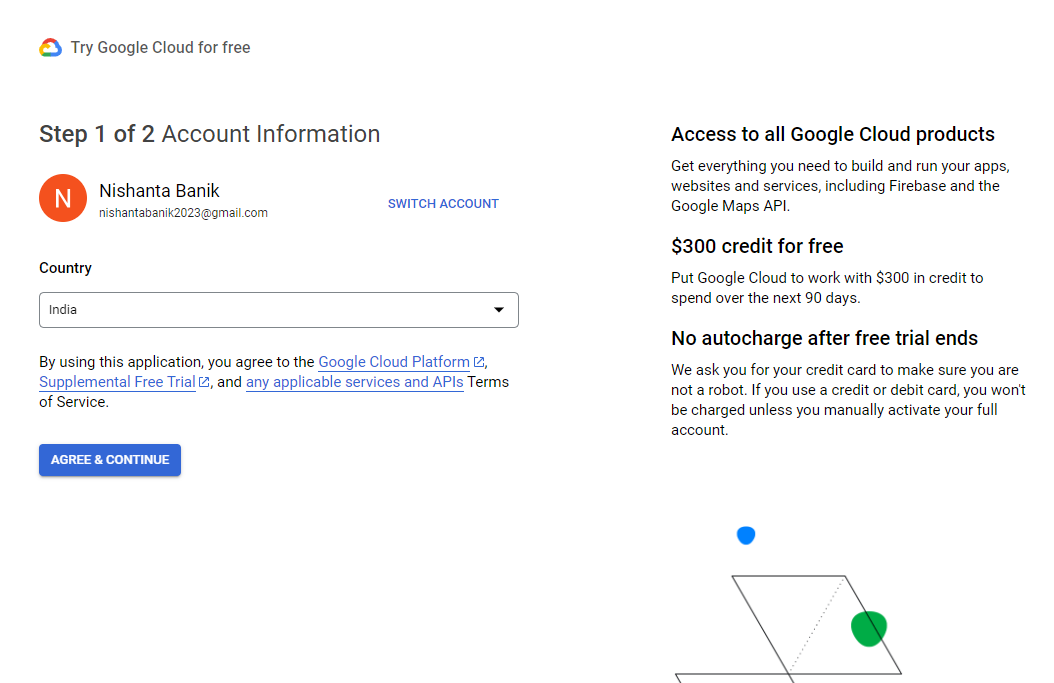 Try Google Cloud for free
Step 1 of 2 Account Information
N
Nishanta Banik
nishantabanik2023@gmail.com
SWITCH ACCOUNT
Country
India
By using this application, you agree to the Google Cloud Platform,
Supplemental Free Trial, and any applicable services and APIs Terms
of Service.
AGREE & CONTINUE
Access to all Google Cloud products
Get everything you need to build and run your apps,
websites and services, including Firebase and the
Google Maps API.
$300 credit for free
Put Google Cloud to work with $300 in credit to
spend over the next 90 days.
No autocharge after free trial ends
We ask you for your credit card to make sure you are
not a robot. If you use a credit or debit card, you won't
be charged unless you manually activate your full
account.